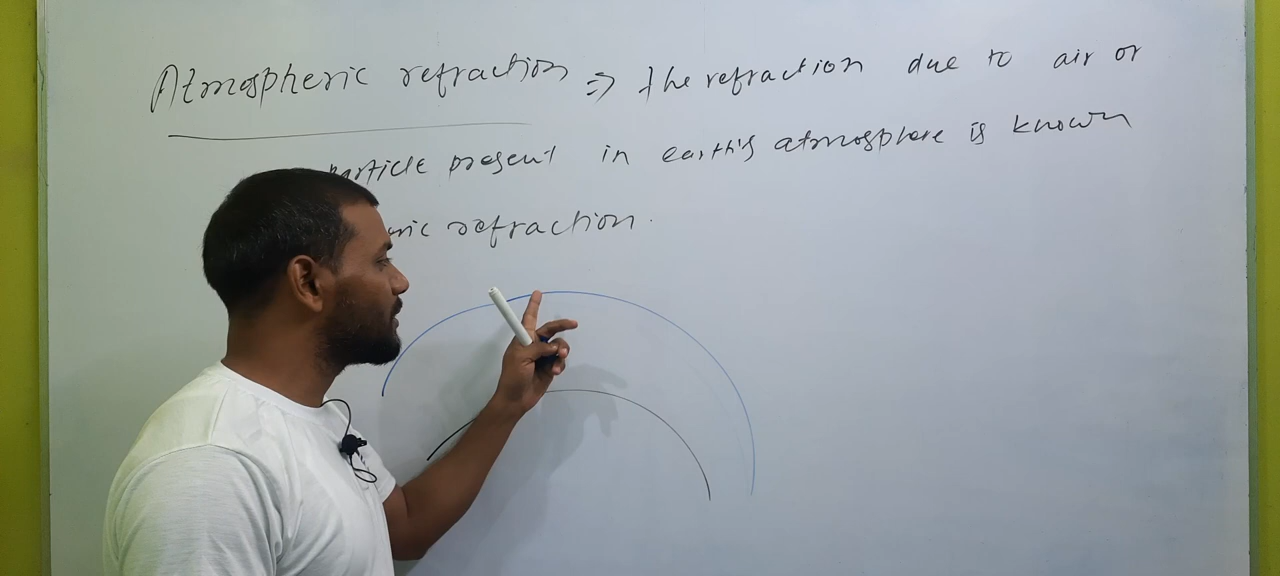 Atmospheric refraction => the refraction due to air or
particle present in earth's atmosphere is known
refraction.